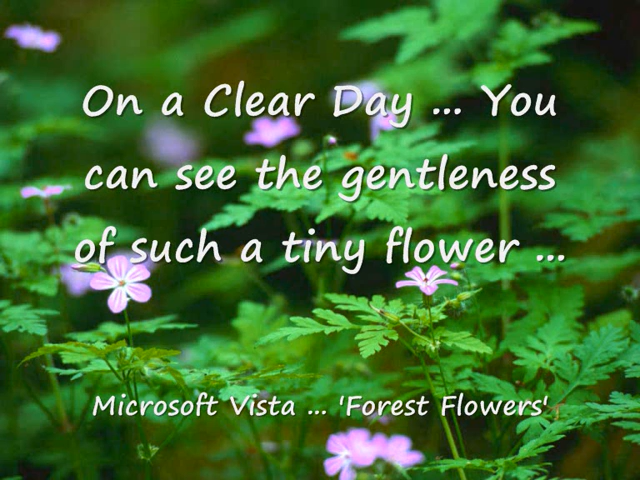 On a Clear Day ... You
can see the gentleness
of such a tiny flower ...
Microsoft Vista ... 'Forest Flowers'